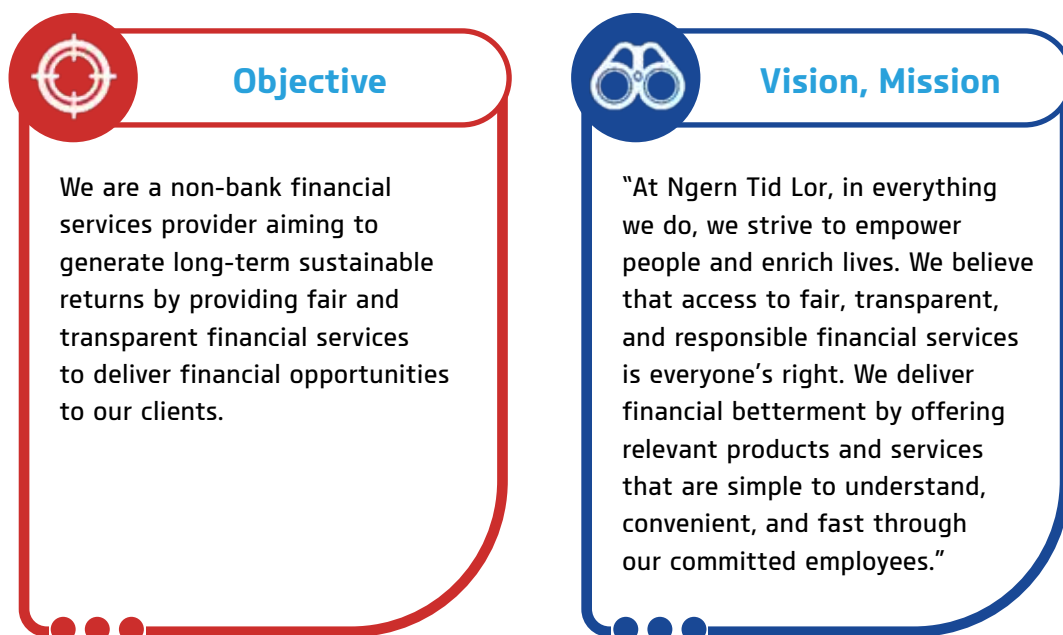 Objective
We are a non-bank financial
services provider aiming to
generate long-term sustainable
returns by providing fair and
transparent financial services
to deliver financial opportunities
to our clients.
Vision, Mission
“At Ngern Tid Lor, in everything
we do, we strive to empower
people and enrich lives. We believe
that access to fair, transparent,
and responsible financial services
is everyone’s right. We deliver
financial betterment by offering
relevant products and services
that are simple to understand,
convenient, and fast through
our committed employees.”